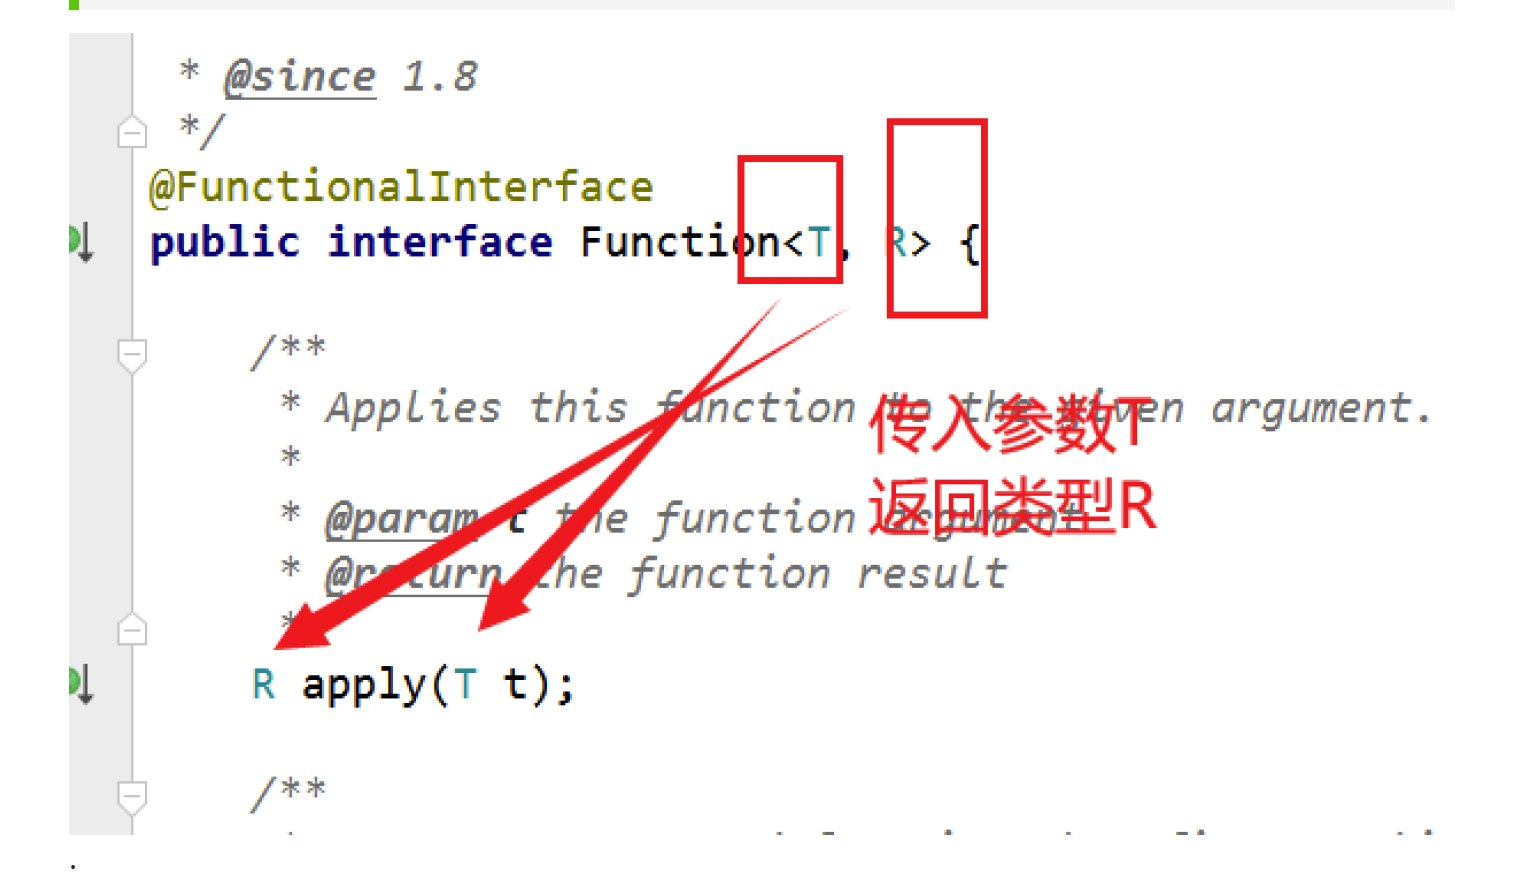 * @since 1.8
*/
@FunctionalInterface
public interface Function<T, R> {
/**
* Applies this function to the given argument.
*
* @param t the function argument
* @return the function result
*
R apply(T t);
/**
传入参数T
返回类型R